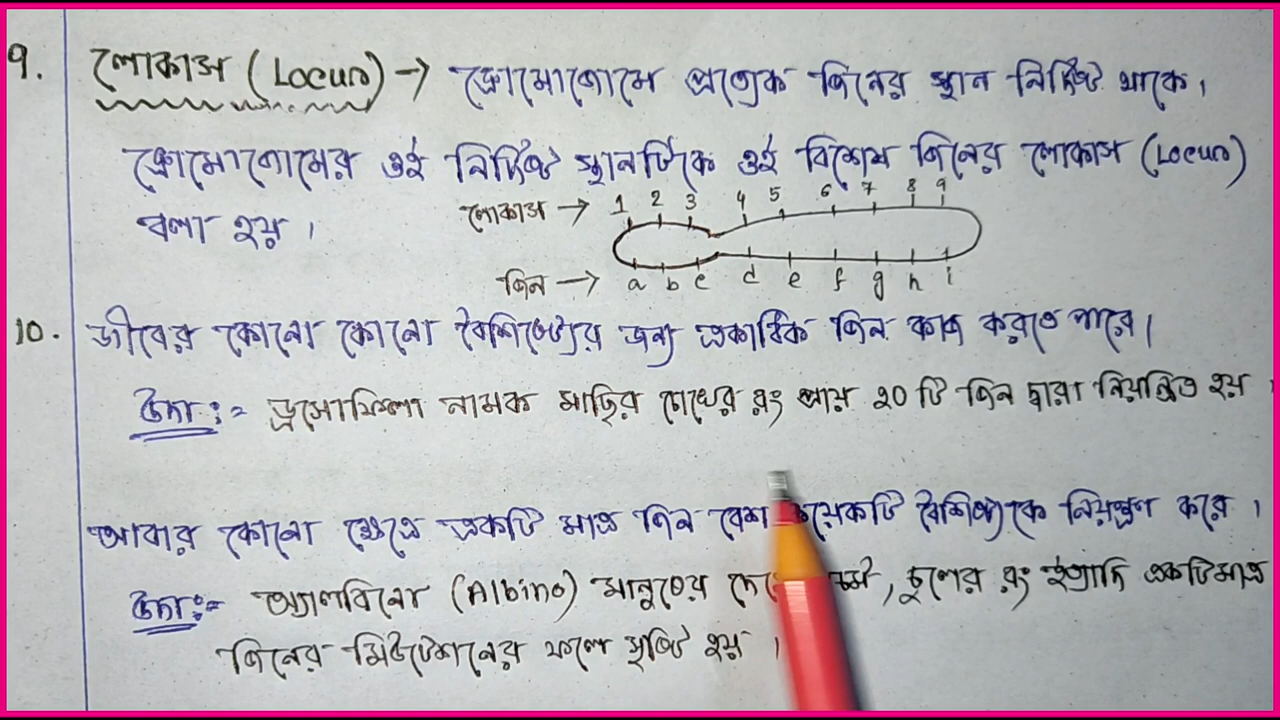 9. লোকাস (Locus) → ক্রোমোজোমে প্রত্যেক জিনের স্থান নির্দিষ্ট থাকে।
ক্রোমোজোমের ওই নির্দিষ্ট স্থানটিকে ওই বিশেষ জিনের লোকাস (Locus)
বলা হয়।
লোকাস → 1 2 3 4 5 6 7 8 9
জিন → a b c d e f g h i
10. জীবের কোনো কোনো বৈশিষ্ট্যের জন্য একাধিক জিন কাজ করতে পারে।
উদাঃ= ড্রসোফিলা নামক মাছির চোখের রং প্রায় ২০ টি জিন দ্বারা নিয়ন্ত্রিত হয়।
আবার কোনো ক্ষেত্রে একটি মাত্র জিন বেশ কয়েকটি বৈশিষ্ট্যকে নিয়ন্ত্রণ করে।
উদাঃ= অ্যালবিনো (Albino) মানুষের চুলের রং ইত্যাদি একটিমাত্র
জিনের মিউটেশনের ফলে সৃষ্টি হয়।